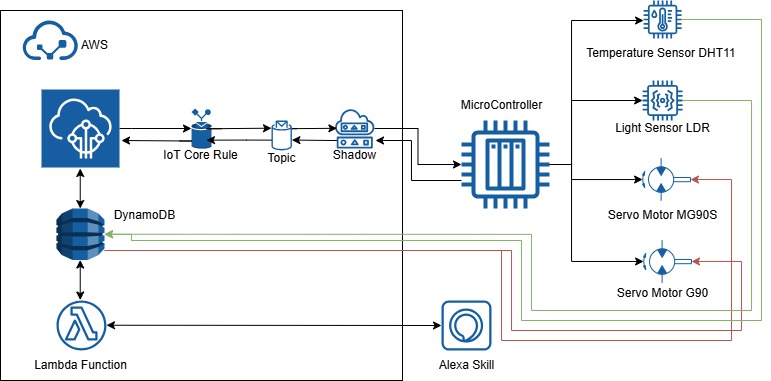 AWS
Temperature Sensor DHT11
MicroController
Light Sensor LDR
IoT Core Rule
Topic
Shadow
DynamoDB
Servo Motor MG90S
Servo Motor G90
Lambda Function
Alexa Skill